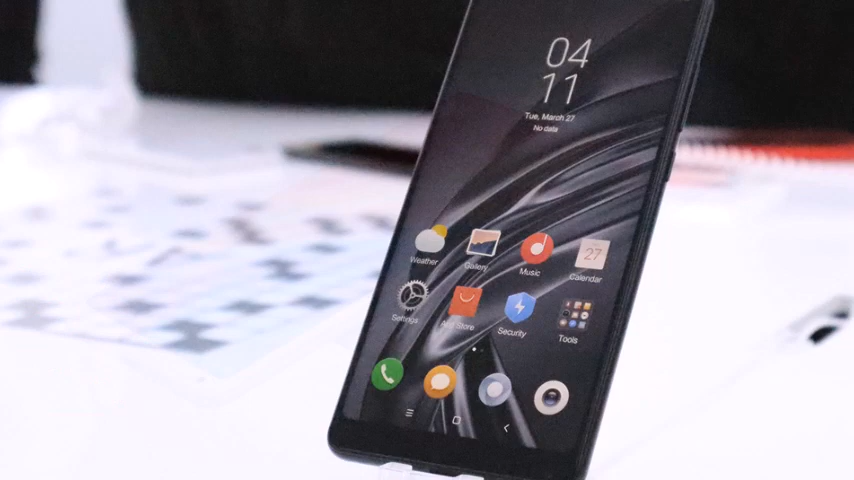 04
11
Tue, March 27
No data
Weather
Gallery
Music
27
Calendar
Settings
App Store
Security
Tools